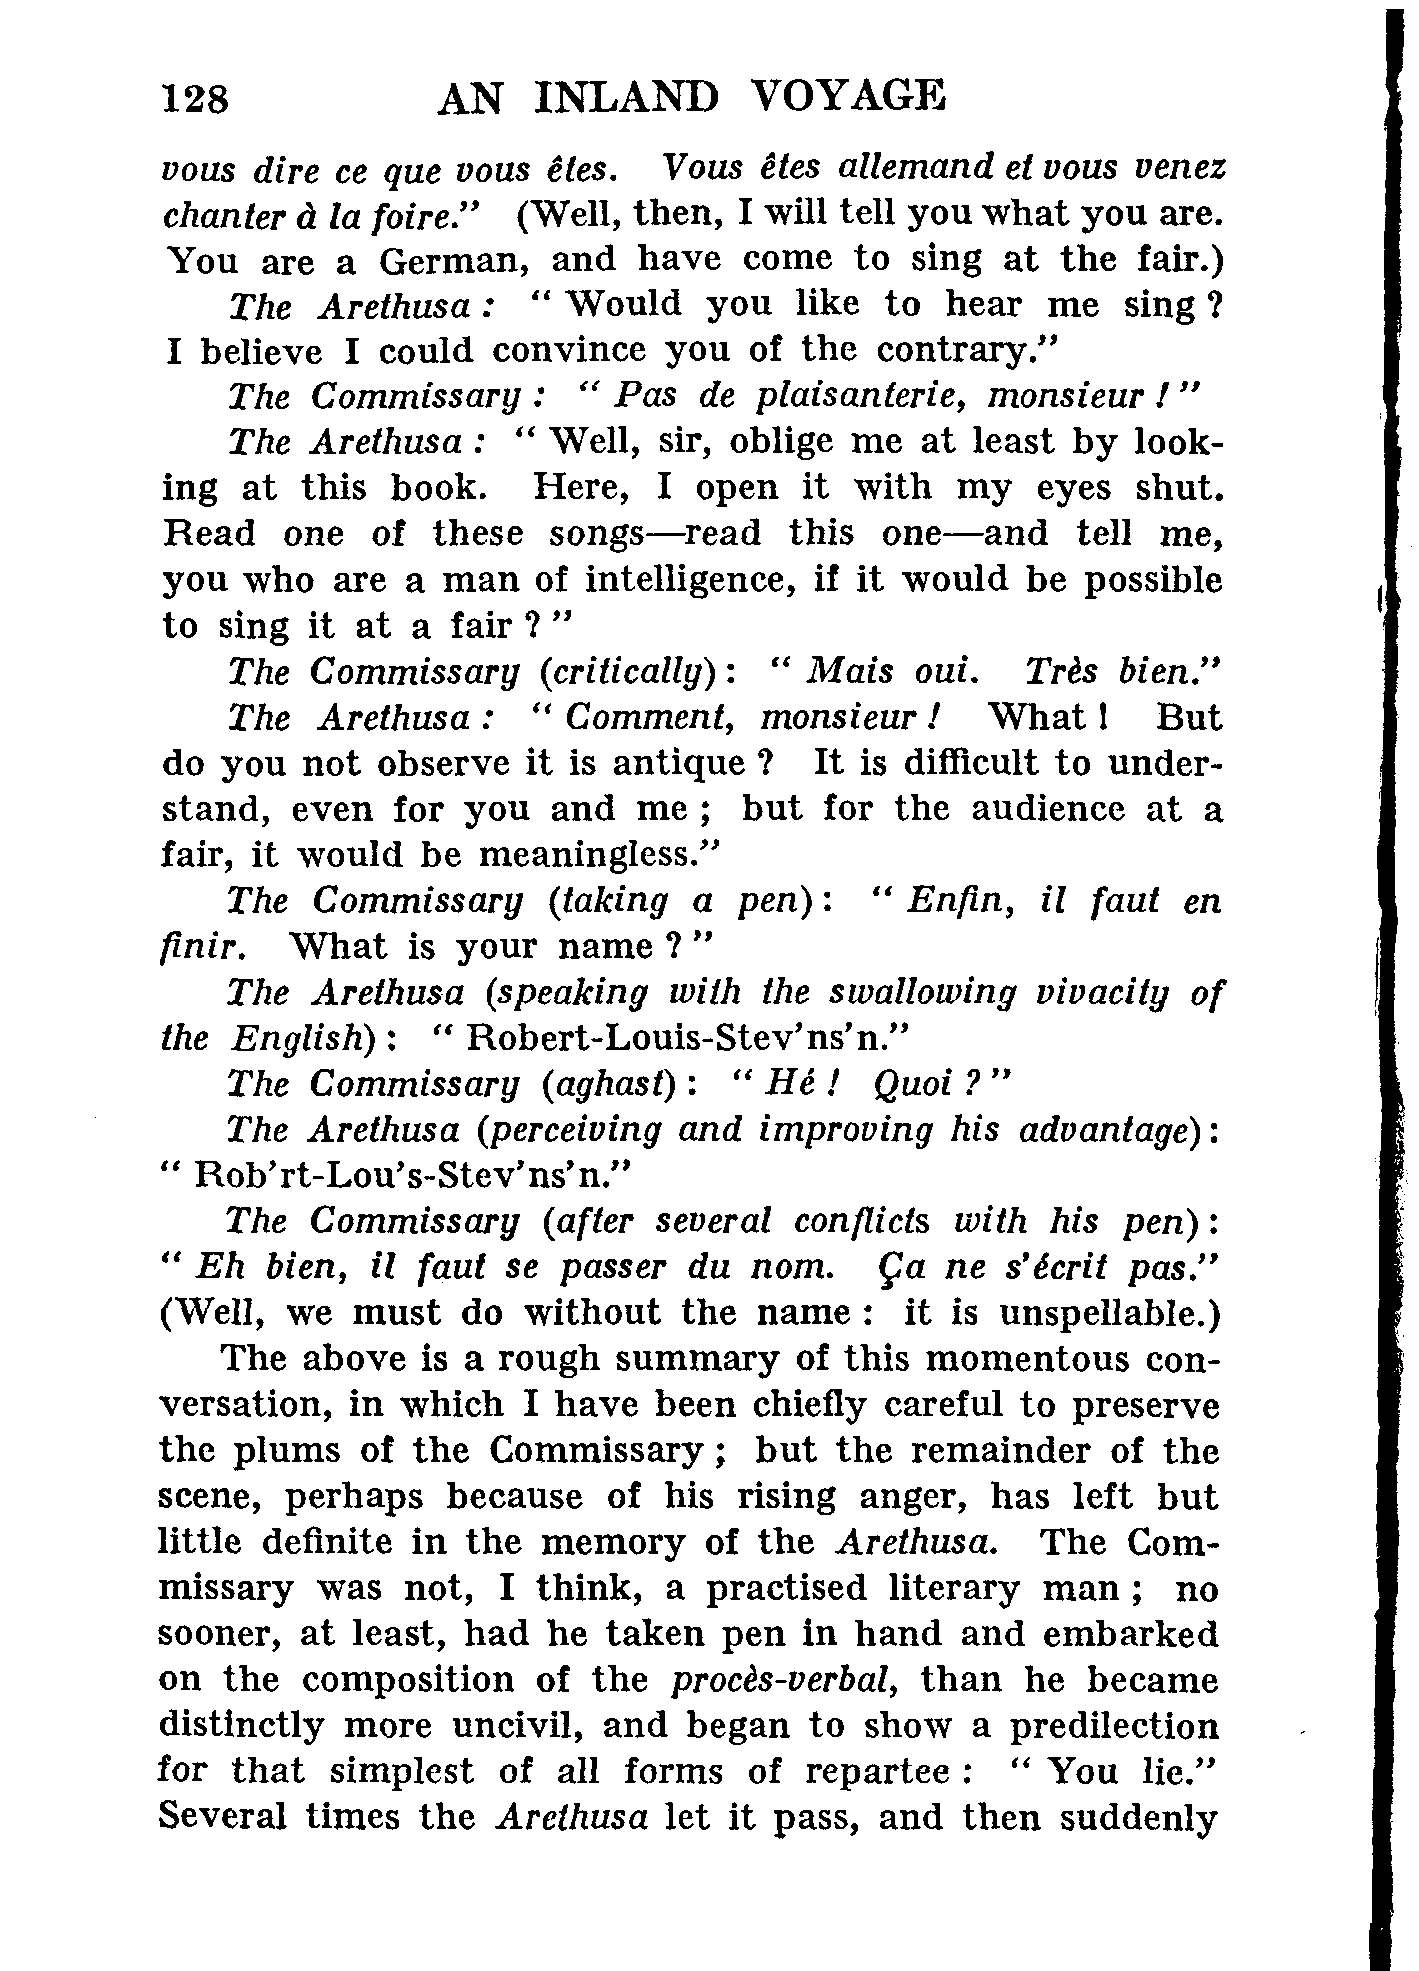 128 AN INLAND VOYAGE
vous dire ce que vous êtes. Vous êtes allemand et vous venez
chanter à la foire." (Well, then, I will tell you what you are.
You are a German, and have come to sing at the fair.)
The Arethusa : " Would you like to hear me sing ?
I believe I could convince you of the contrary."
The Commissary : " Pas de plaisanterie, monsieur ! "
The Arethusa : " Well, sir, oblige me at least by look-
ing at this book. Here, I open it with my eyes shut.
Read one of these songs—read this one—and tell me,
you who are a man of intelligence, if it would be possible
to sing it at a fair ? "
The Commissary (critically) : " Mais oui. Très bien."
The Arethusa : " Comment, monsieur ! What ! But
do you not observe it is antique ? It is difficult to under-
stand, even for you and me ; but for the audience at a
fair, it would be meaningless."
The Commissary (taking a pen) : " Enfin, il faut en
finir. What is your name ? "
The Arethusa (speaking with the swallowing vivacity of
the English) : " Robert-Louis-Stev'ns'n."
The Commissary (aghast) : " Hé ! Quoi ? "
The Arethusa (perceiving and improving his advantage) :
" Rob'rt-Lou's-Stev'ns'n."
The Commissary (after several conflicts with his pen) :
" Eh bien, il faut se passer du nom. Ça ne s'écrit pas."
(Well, we must do without the name : it is unspellable.)
The above is a rough summary of this momentous con-
versation, in which I have been chiefly careful to preserve
the plums of the Commissary ; but the remainder of the
scene, perhaps because of his rising anger, has left but
little definite in the memory of the Arethusa. The Com-
missary was not, I think, a practised literary man ; no
sooner, at least, had he taken pen in hand and embarked
on the composition of the procès-verbal, than he became
distinctly more uncivil, and began to show a predilection
for that simplest of all forms of repartee : " You lie."
Several times the Arethusa let it pass, and then suddenly